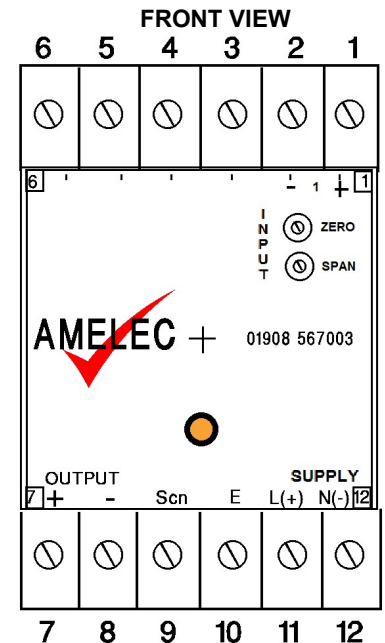 FRONT VIEW
6 5 4 3 2 1
6 - 1 + 1
INPUT
ZERO
SPAN
AMELEC 01908 567003
OUTPUT SUPPLY
7 + - Scn E L(+) N(-) 12
7 8 9 10 11 12